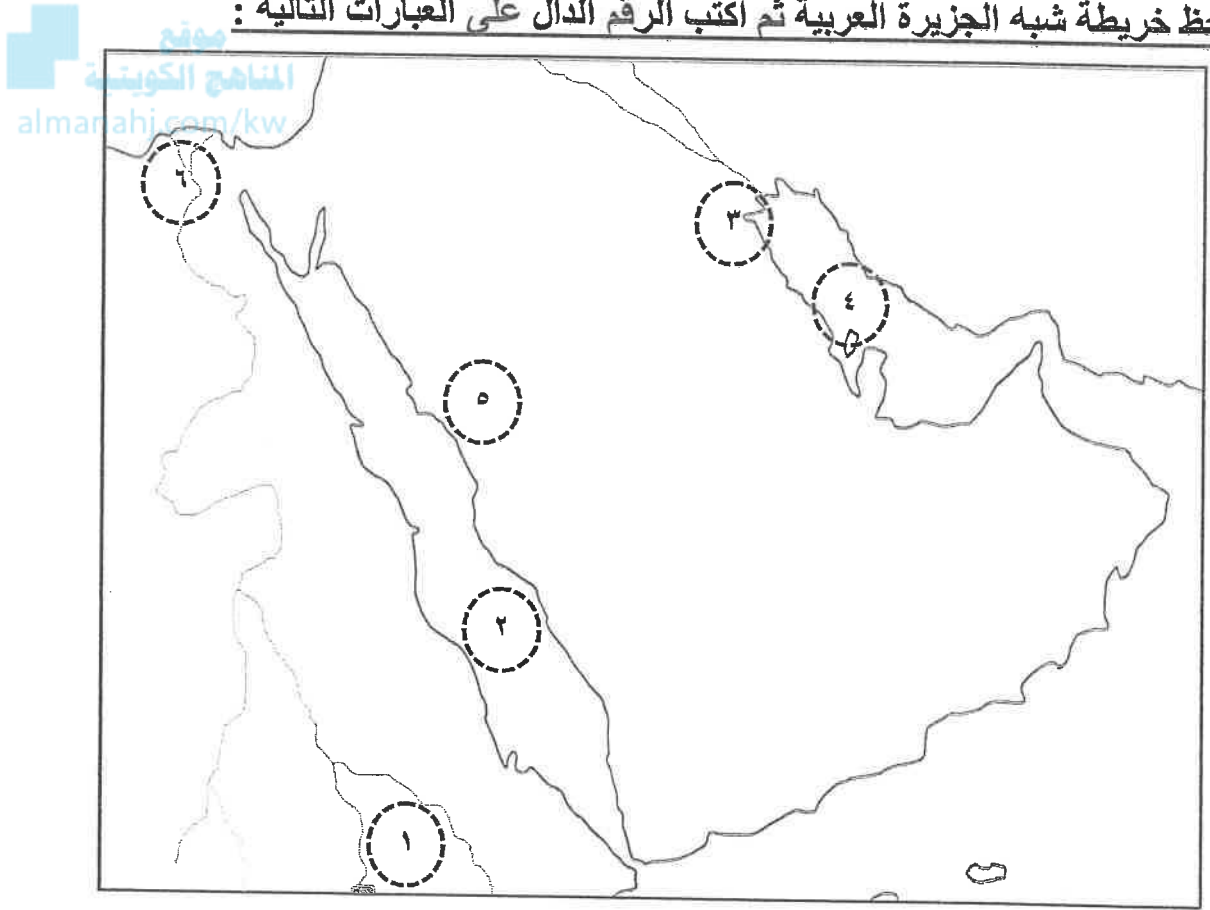 حظ خريطة شبه الجزيرة العربية ثم اكتب الرقم الدال على العبارات التالية :
موقع
المناهج الكويتية
almanahj.com/kw
٦
٣
٤
٥
٢
١